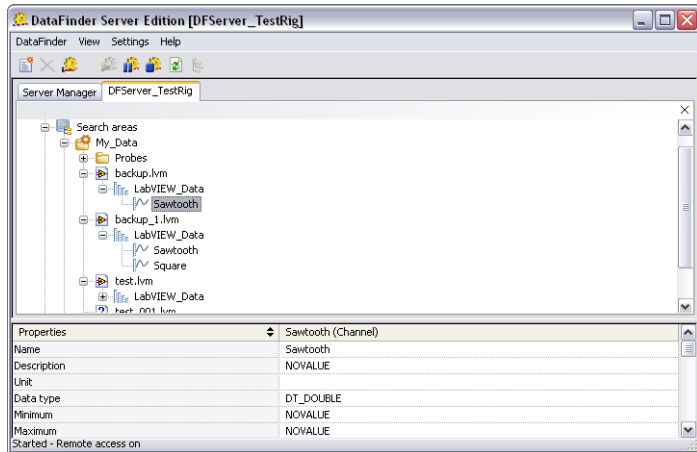 DataFinder Server Edition [DFServer_TestRig]
DataFinder View Settings Help
Server Manager DFServer_TestRig
Search areas
My_Data
Probes
backup.lvm
LabVIEW_Data
Sawtooth
backup_1.lvm
LabVIEW_Data
Sawtooth
Square
test.lvm
LabVIEW_Data
test_001.lvm
Properties Sawtooth (Channel)
Name Sawtooth
Description NOVALUE
Unit
Data type DT_DOUBLE
Minimum NOVALUE
Maximum NOVALUE
Started - Remote access on